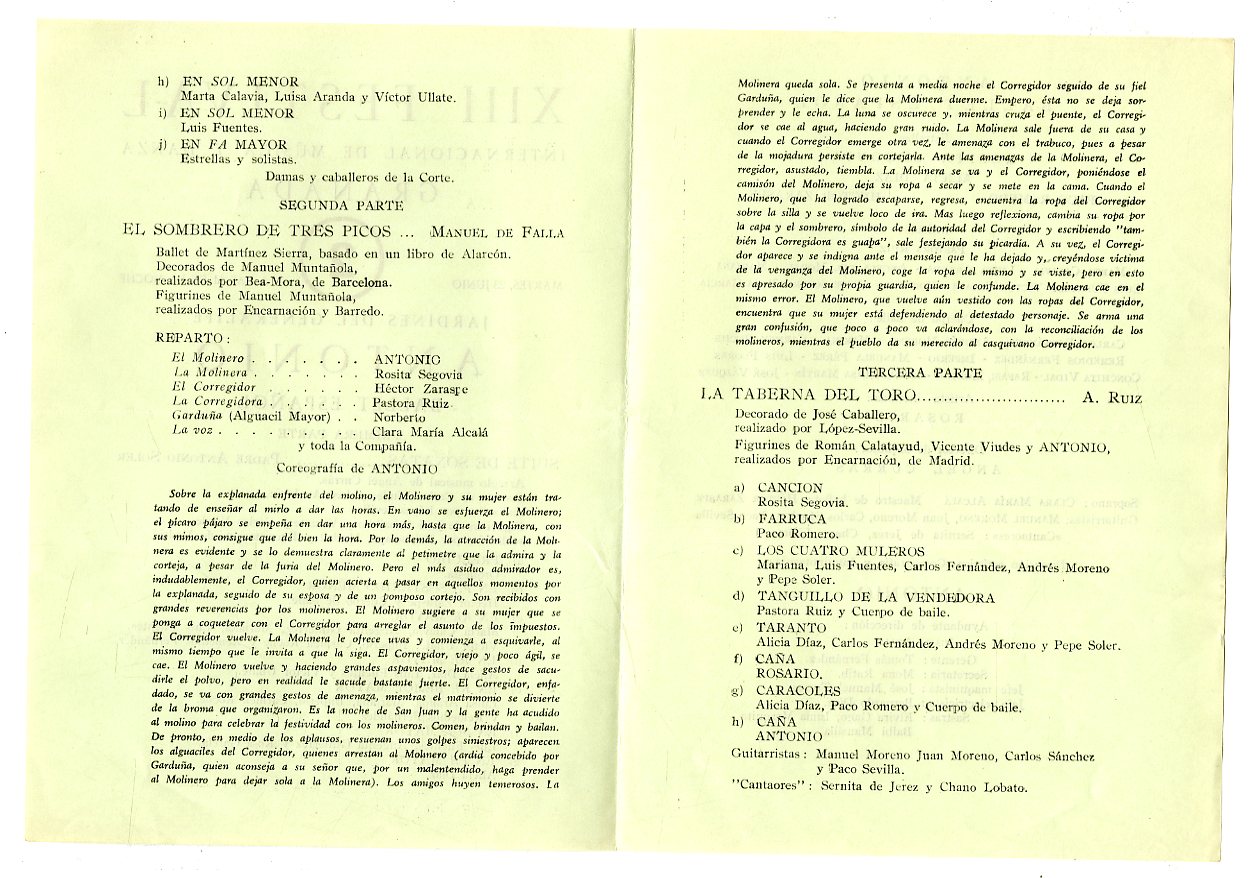 h) EN SOL MENOR
Marta Calavia, Luisa Aranda y Víctor Ullate.
i) EN SOL MENOR
Luis Fuentes.
j) EN FA MAYOR
Estrellas y solistas.
Damas y caballeros de la Corte.
SEGUNDA PARTE
EL SOMBRERO DE TRES PICOS ... MANUEL DE FALLA
Ballet de Martínez Sierra, basado en un libro de Alarcón.
Decorados de Manuel Muntañola,
realizados por Bea-Mora, de Barcelona.
Figurines de Manuel Muntañola,
realizados por Encarnación y Barredo.
REPARTO :
El Molinero . . . . . . . ANTONIO
La Molinera . . . . . . . Rosita Segovia
El Corregidor . . . . . . Héctor Zaraspe
La Corregidora . . . . . . Pastora Ruiz
Garduña (Alguacil Mayor) . . Norberto
La voz . . . . . . . . . Clara María Alcalá
y toda la Compañía.
Coreografía de ANTONIO
Sobre la explanada enfrente del molino, el Molinero y su mujer están tra-
tando de enseñar al mirlo a dar las horas. En vano se esfuerza el Molinero;
el pícaro pájaro se empeña en dar una hora más, hasta que la Molinera, con
sus mimos, consigue que dé bien la hora. Por lo demás, la atracción de la Moli-
nera es evidente y se lo demuestra claramente al petimetre que la admira y la
corteja, a pesar de la furia del Molinero. Pero el más asiduo admirador es,
indudablemente, el Corregidor, quien acierta a pasar en aquellos momentos por
la explanada, seguido de su esposa y de un pomposo cortejo. Son recibidos con
grandes reverencias por los molineros. El Molinero sugiere a su mujer que se
ponga a coquetear con el Corregidor para arreglar el asunto de los impuestos.
El Corregidor vuelve. La Molinera le ofrece uvas y comienza a esquivarle, al
mismo tiempo que le invita a que la siga. El Corregidor, viejo y poco ágil, se
cae. El Molinero vuelve y haciendo grandes aspavientos, hace gestos de sacu-
dirle el polvo, pero en realidad le sacude bastante fuerte. El Corregidor, enfa-
dado, se va con grandes gestos de amenaza, mientras el matrimonio se divierte
de la broma que organizaron. Es la noche de San Juan y la gente ha acudido
al molino para celebrar la festividad con los molineros. Comen, brindan y bailan.
De pronto, en medio de los aplausos, resuenan unos golpes siniestros; aparecen
los alguaciles del Corregidor, quienes arrestan al Molinero (ardid concebido por
Garduña, quien aconseja a su señor que, por un malentendido, haga prender
al Molinero para dejar sola a la Molinera). Los amigos huyen temerosos. La
Molinera queda sola. Se presenta a media noche el Corregidor seguido de su fiel
Garduña, quien le dice que la Molinera duerme. Empero, ésta no se deja sor-
prender y le echa. La luna se oscurece y, mientras cruza el puente, el Corregi-
dor se cae al agua, haciendo gran ruido. La Molinera sale fuera de su casa y
cuando el Corregidor emerge otra vez, le amenaza con el trabuco, pues a pesar
de la mojadura persiste en cortejarla. Ante las amenazas de la Molinera, el Co-
rregidor, asustado, tiembla. La Molinera se va y el Corregidor, poniéndose el
camisón del Molinero, deja su ropa a secar y se mete en la cama. Cuando el
Molinero, que ha logrado escaparse, regresa, encuentra la ropa del Corregidor
sobre la silla y se vuelve loco de ira. Mas luego reflexiona, cambia su ropa por
la capa y el sombrero, símbolo de la autoridad del Corregidor y escribiendo "tam-
bién la Corregidora es guapa", sale festejando su picardía. A su vez, el Corregi-
dor aparece y se indigna ante el mensaje que le ha dejado y, creyéndose víctima
de la venganza del Molinero, coge la ropa del mismo y se viste, pero en esto
es apresado por su propia guardia, quien le confunde. La Molinera cae en el
mismo error. El Molinero, que vuelve aún vestido con las ropas del Corregidor,
encuentra que su mujer está defendiendo al detestado personaje. Se arma una
gran confusión, que poco a poco va aclarándose, con la reconciliación de los
molineros, mientras el pueblo da su merecido al casquivano Corregidor.
TERCERA PARTE
LA TABERNA DEL TORO........................... A. RUIZ
Decorado de José Caballero,
realizado por López-Sevilla.
Figurines de Román Calatayud, Vicente Viudes y ANTONIO,
realizados por Encarnación, de Madrid.
a) CANCION
Rosita Segovia.
b) FARRUCA
Paco Romero.
c) LOS CUATRO MULEROS
Mariana, Luis Fuentes, Carlos Fernández, Andrés Moreno
y Pepe Soler.
d) TANGUILLO DE LA VENDEDORA
Pastora Ruiz y Cuerpo de baile.
e) TARANTO
Alicia Díaz, Carlos Fernández, Andrés Moreno y Pepe Soler.
f) CAÑA
ROSARIO.
g) CARACOLES
Alicia Díaz, Paco Romero y Cuerpo de baile.
h) CAÑA
ANTONIO
Guitarristas : Manuel Moreno Juan Moreno, Carlos Sánchez
y Paco Sevilla.
"Cantaores" : Sernita de Jerez y Chano Lobato.